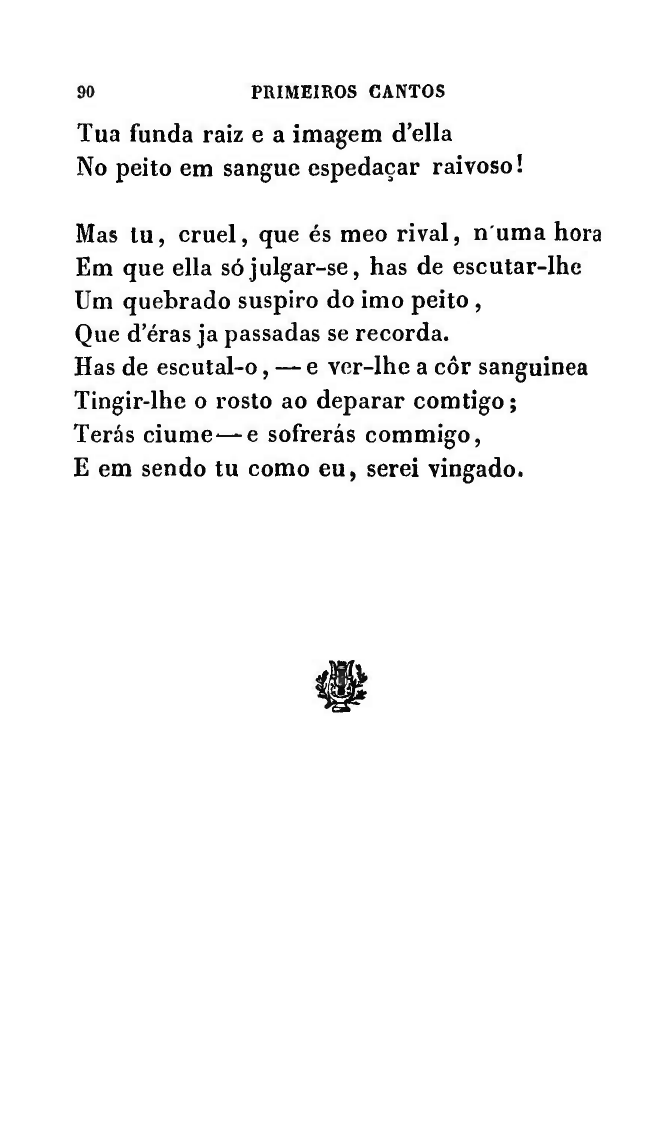 90 PRIMEIROS CANTOS
Tua funda raiz e a imagem d'ella
No peito em sangue espedaçar raivoso!
Mas tu, cruel, que és meo rival, n'uma hora
Em que ella só julgar-se, has de escutar-lhe
Um quebrado suspiro do imo peito,
Que d'éras ja passadas se recorda.
Has de escutal-o, — e ver-lhe a côr sanguinea
Tingir-lhe o rosto ao deparar comtigo;
Terás ciume — e sofrerás commigo,
E em sendo tu como eu, serei vingado.